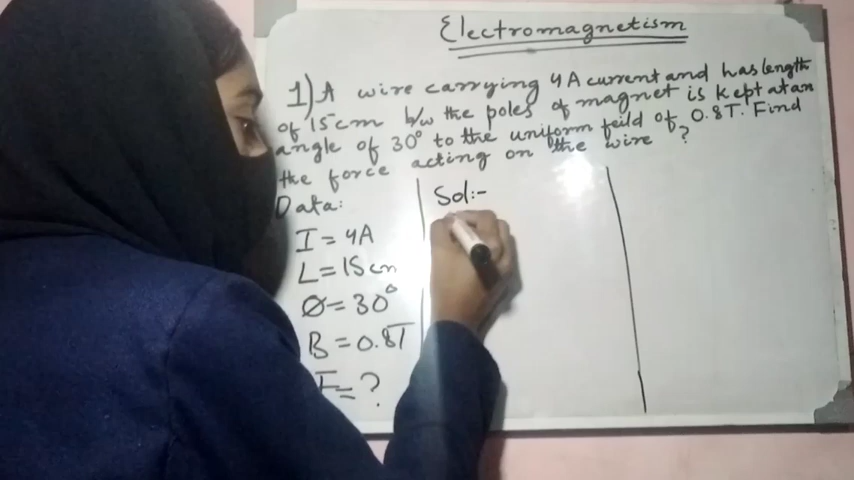 Electromagnetism
1) A wire carrying 4A current and has length
of 15cm b/w the poles of magnet is kept at an
angle of 30° to the uniform feild of 0.8T. Find
the force acting on the wire ?
Data:
I = 4A
L = 15cm
Ø = 30°
B = 0.8T
F = ?
Sol:-